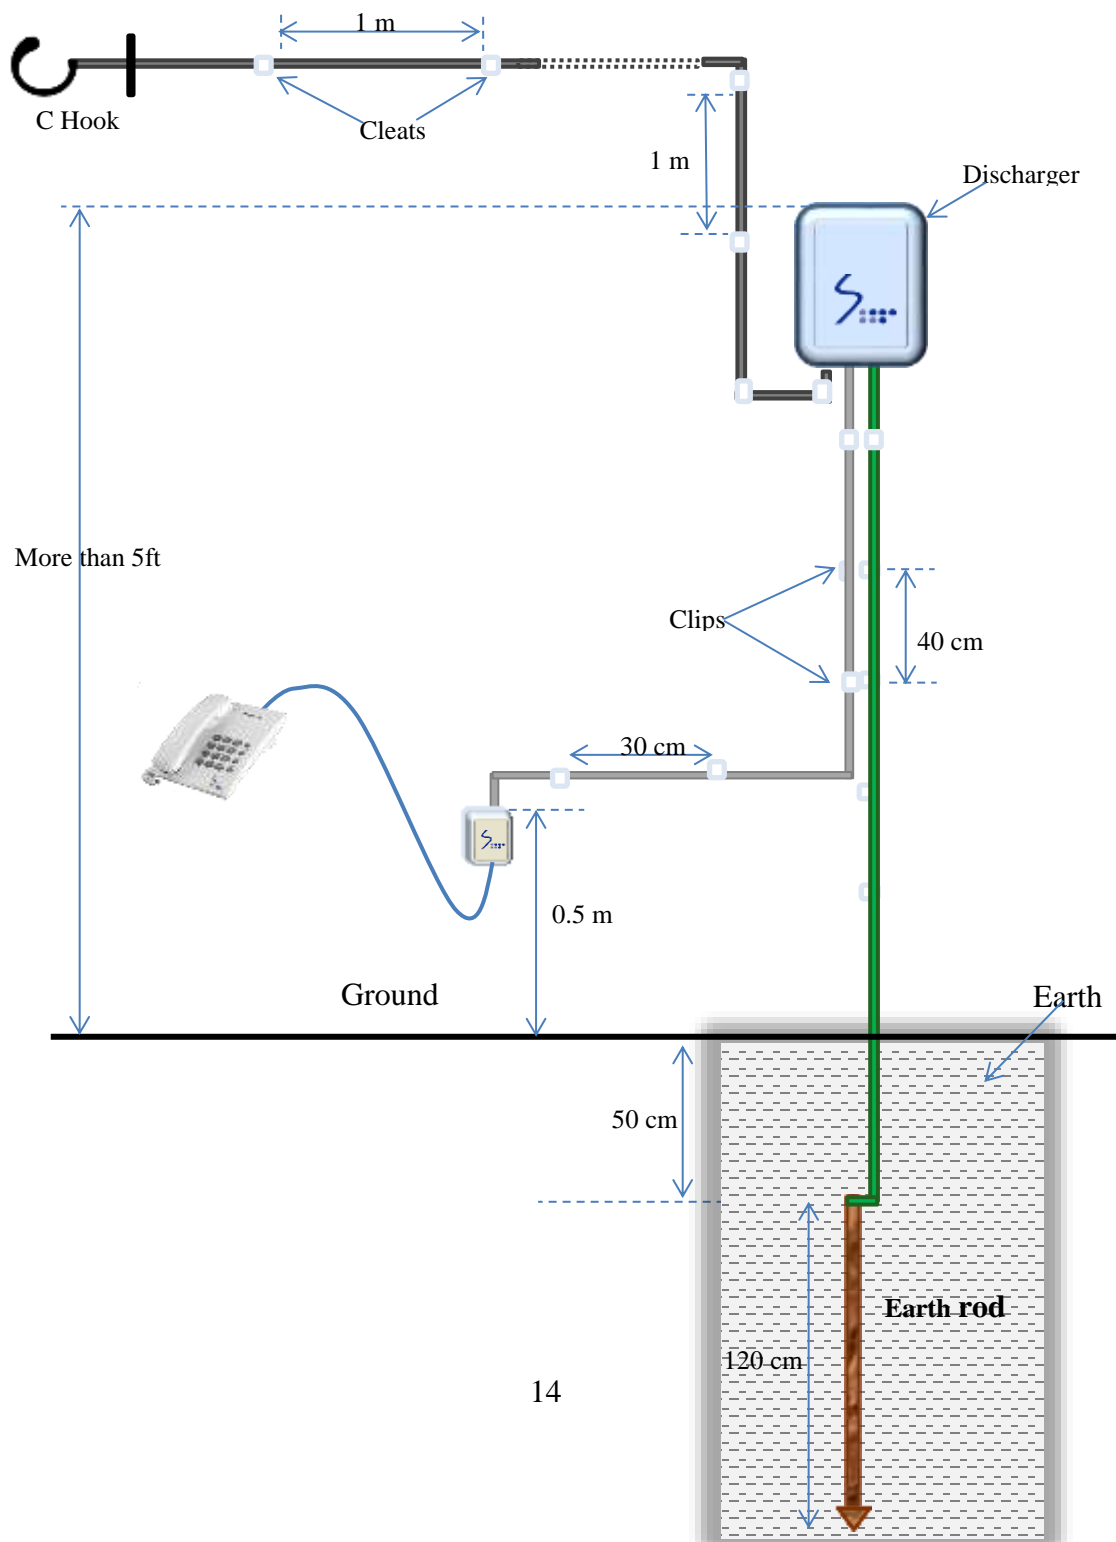 1 m
C Hook
Cleats
1 m
Discharger
More than 5ft
Clips
40 cm
30 cm
0.5 m
Ground
Earth
50 cm
Earth rod
120 cm
14